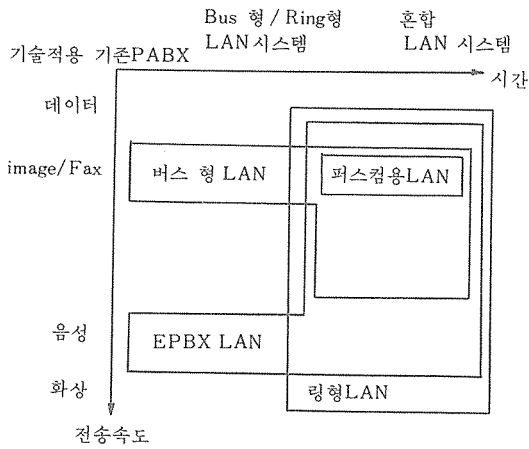 Bus 형/Ring형 혼합
기술적용 기존PABX LAN시스템 LAN 시스템
시간
데이터
image/Fax 버스 형 LAN 퍼스컴용LAN
음성 EPBX LAN
화상 링형LAN
전송속도